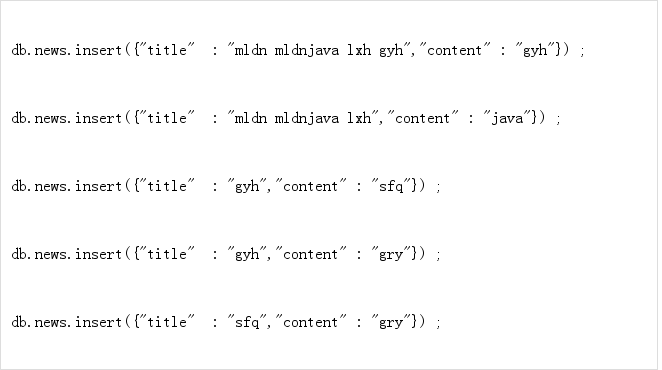 db.news.insert({"title"  : "mldn mldnjava lxh gyh","content" : "gyh"}) ;
db.news.insert({"title"  : "mldn mldnjava lxh","content" : "java"}) ;
db.news.insert({"title"  : "gyh","content" : "sfq"}) ;
db.news.insert({"title"  : "gyh","content" : "gry"}) ;
db.news.insert({"title"  : "sfq","content" : "gry"}) ;